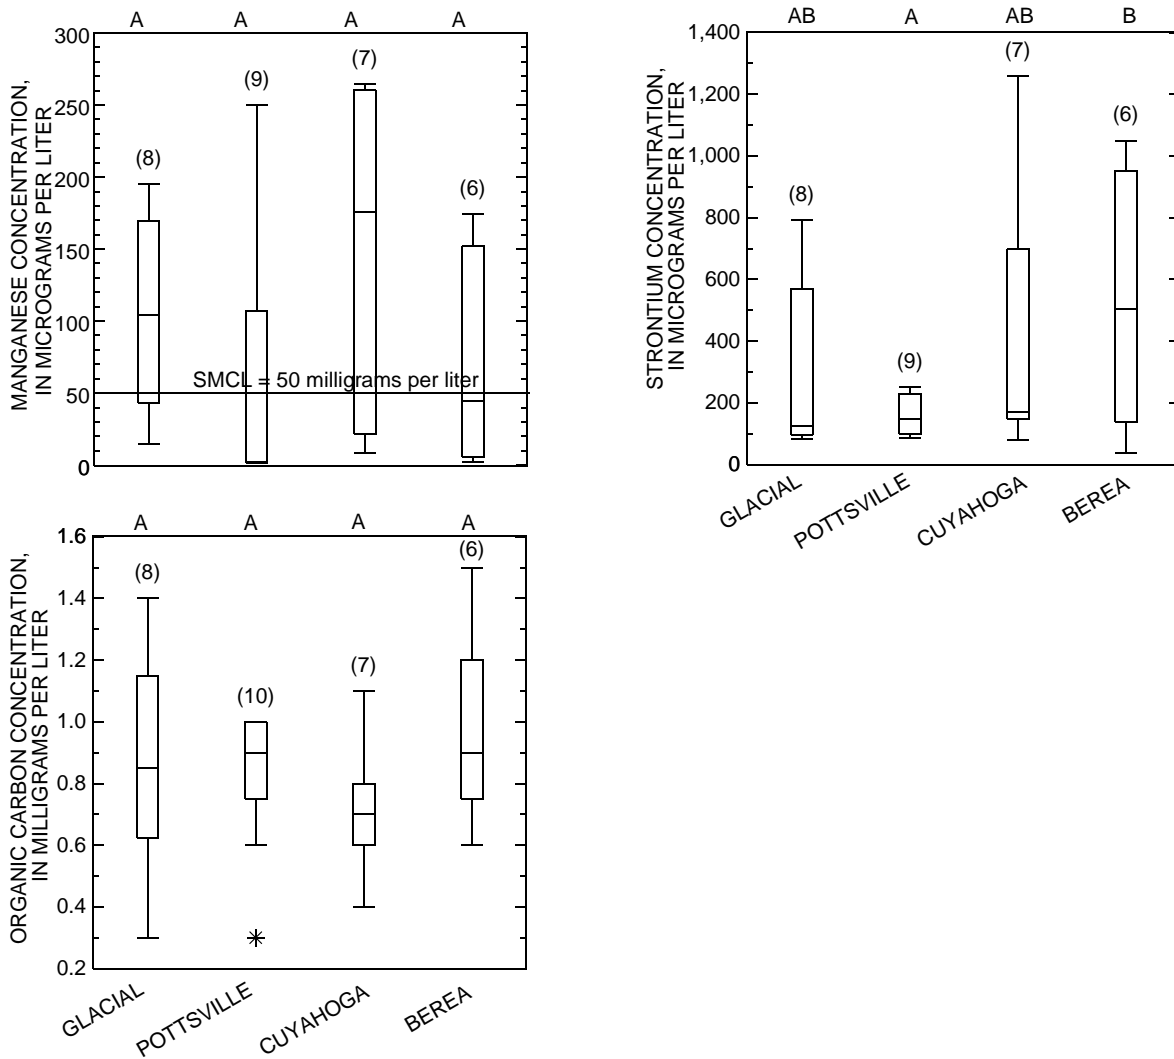 A A A A
MANGANESE CONCENTRATION,
IN MICROGRAMS PER LITER
300
250
200
150
100
50
0
(8)
(9)
(7)
(6)
SMCL = 50 milligrams per liter
AB A AB B
STRONTIUM CONCENTRATION,
IN MICROGRAMS PER LITER
1,400
1,200
1,000
800
600
400
200
0
(8)
(9)
(7)
(6)
GLACIAL
POTTSVILLE
CUYAHOGA
BEREA
A A A A
ORGANIC CARBON CONCENTRATION,
IN MILLIGRAMS PER LITER
1.6
1.4
1.2
1.0
0.8
0.6
0.4
0.2
(8)
(10)
(7)
(6)
GLACIAL
POTTSVILLE
CUYAHOGA
BEREA